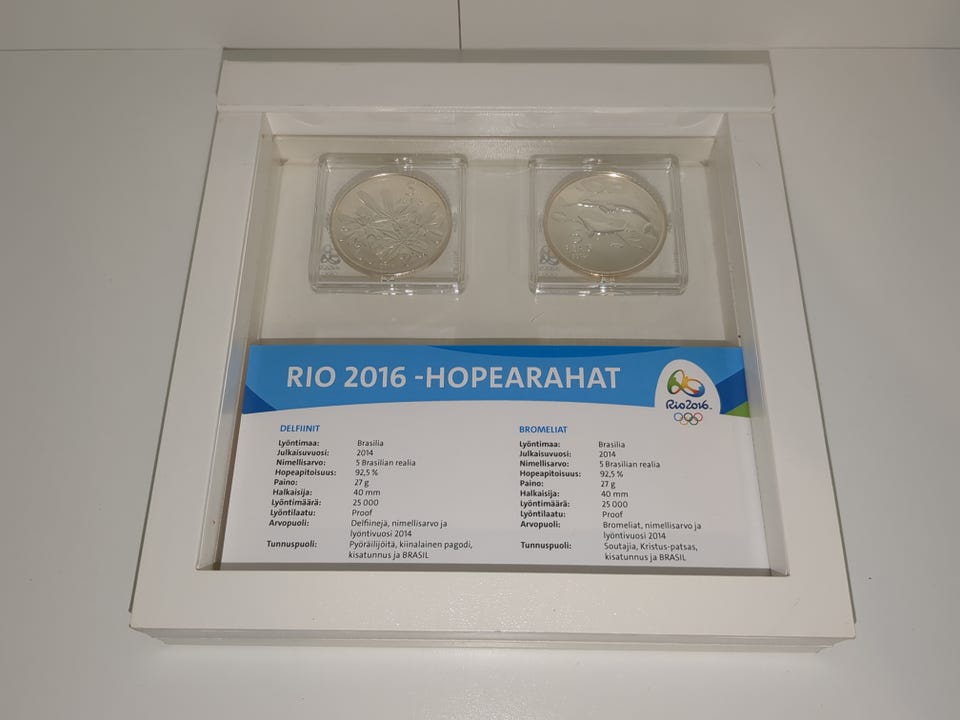 5
RIO 2016 -HOPEARAHAT
Rio2016
DELFIINIT
Lyöntimaa: Brasilia
Julkaisuvuosi: 2014
Nimellisarvo: 5 Brasilian realia
Hopeapitoisuus: 92,5 %
Paino: 27 g
Halkaisija: 40 mm
Lyöntimäärä: 25 000
Lyöntilaatu: Proof
Arvopuoli: Delfiinejä, nimellisarvo ja
lyöntivuosi 2014
Tunnuspuoli: Pyöräilijöitä, kiinalainen pagodi,
kisatunnus ja BRASIL
BROMELIAT
Lyöntimaa: Brasilia
Julkaisuvuosi: 2014
Nimellisarvo: 5 Brasilian realia
Hopeapitoisuus: 92,5 %
Paino: 27 g
Halkaisija: 40 mm
Lyöntimäärä: 25 000
Lyöntilaatu: Proof
Arvopuoli: Bromeliat, nimellisarvo ja
lyöntivuosi 2014
Tunnuspuoli: Soutajia, Kristus-patsas,
kisatunnus ja BRASIL